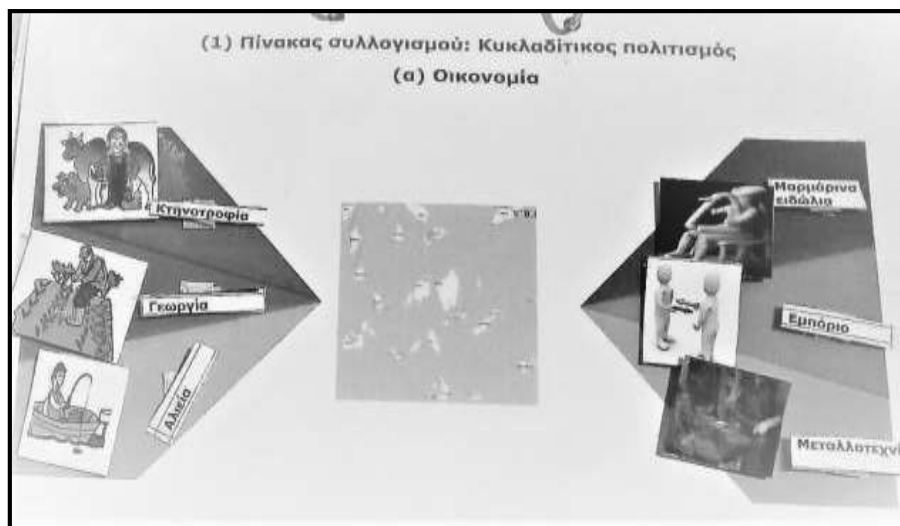 (1) Πίνακας συλλογισμού: Κυκλαδίτικος πολιτισμός
(α) Οικονομία
Κτηνοτροφία
Γεωργία
Αλιεία
Μαρμάρινα
ειδώλια
Εμπόριο
Μεταλλοτεχνί